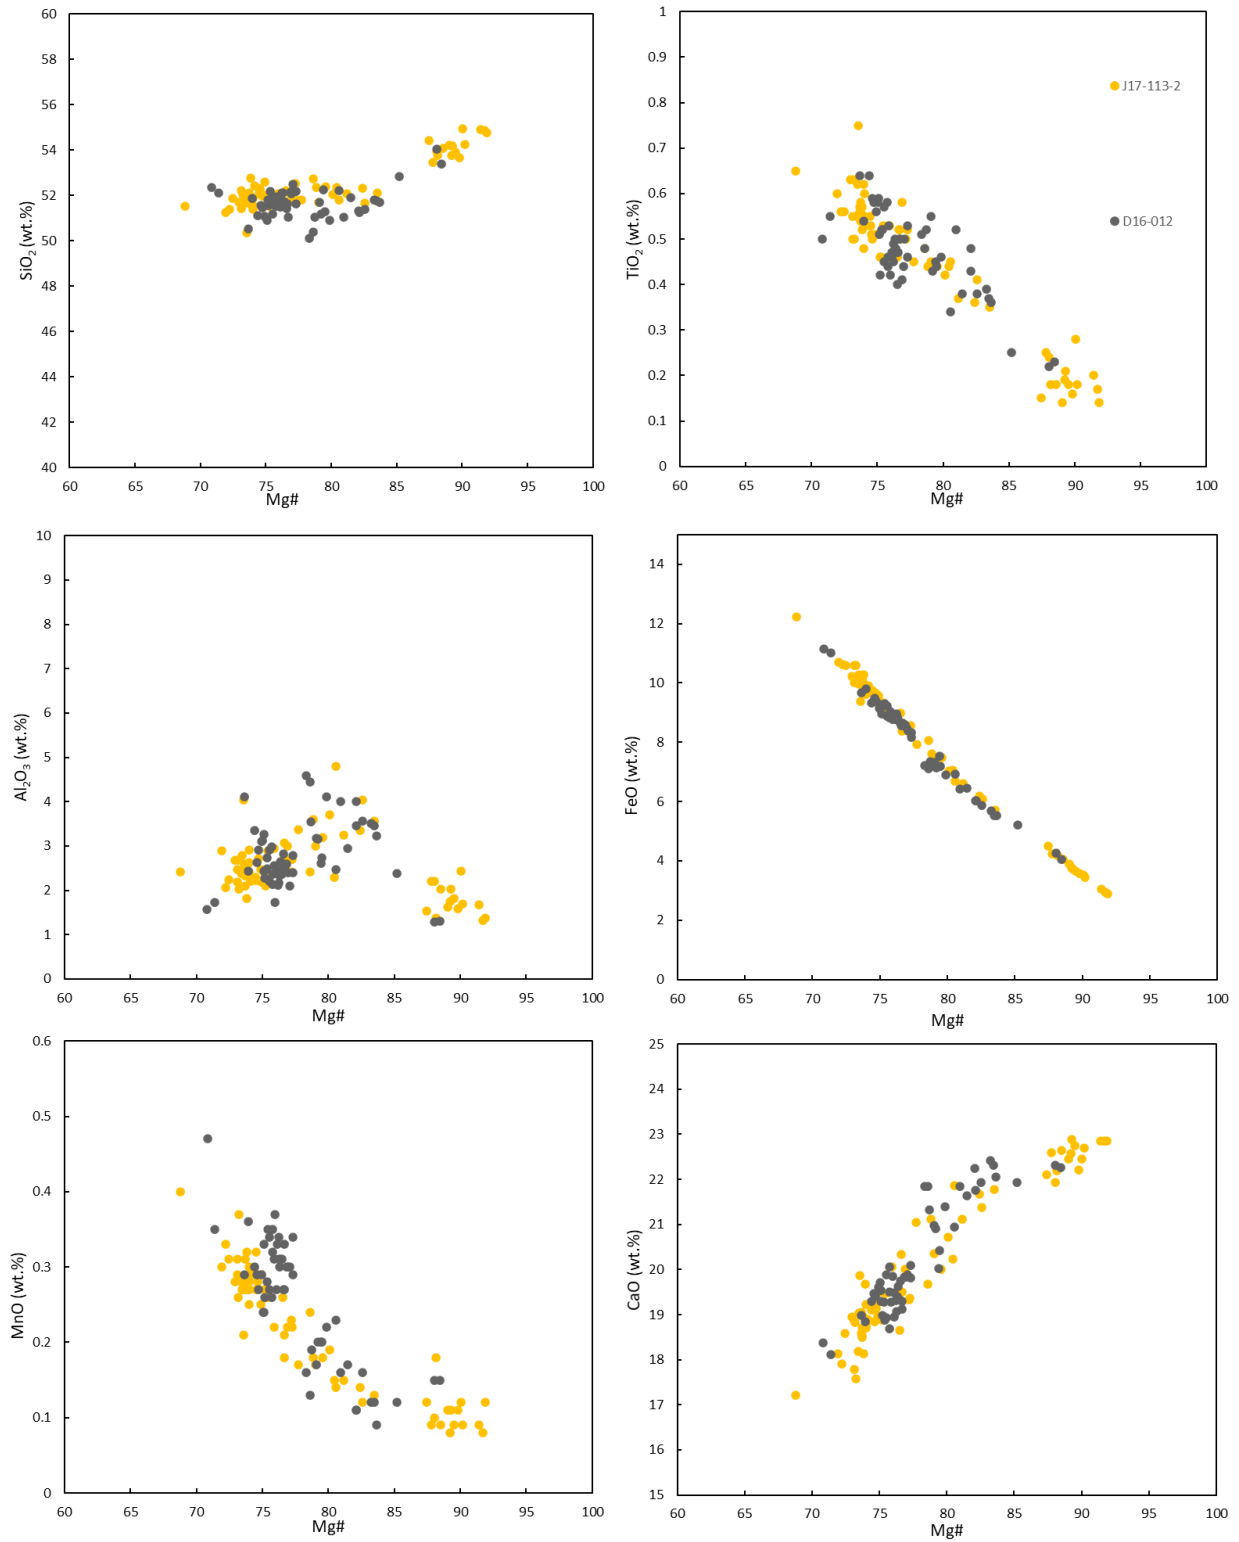 60
58
56
54
52
50
48
46
44
42
40
SiO2 (wt.%)
60 70 75 80 85 90 95 100
Mg#
1
0.9
0.8
0.7
0.6
0.5
0.4
0.3
0.2
0.1
0
TiO2 (wt.%)
J17-113-2
D16-012
60 65 70 75 80 85 90 95 100
Mg#
10
9
8
7
6
5
4
3
2
1
0
Al2O3 (wt.%)
60 65 70 75 80 85 90 95 100
Mg#
14
12
10
8
6
4
2
0
FeO (wt.%)
60 65 70 75 80 85 90 95 100
Mg#
0.6
0.5
0.4
0.3
0.2
0.1
0
MnO (wt.%)
60 65 70 75 80 85 90 95 100
Mg#
25
24
23
22
21
20
19
18
17
16
15
CaO (wt.%)
60 65 70 75 80 85 90 95 100
Mg#